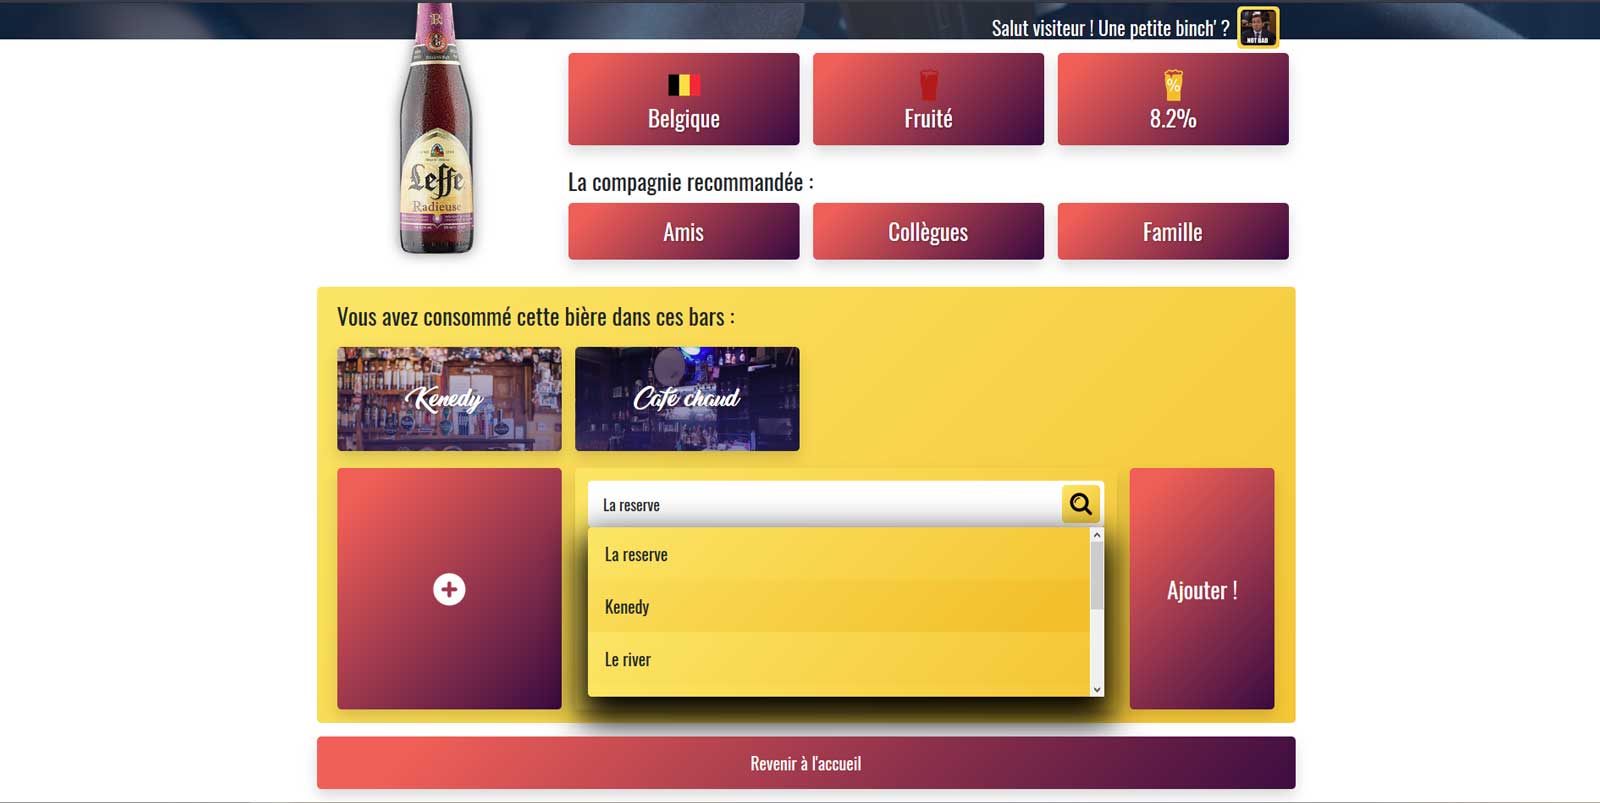 Salut visiteur ! Une petite binch' ?
NOT BAD
Belgique
Fruité
%
8.2%
Leffe
Radieuse
La compagnie recommandée :
Amis
Collègues
Famille
Vous avez consommé cette bière dans ces bars :
Kenedy
Café chaud
La reserve
La reserve
Kenedy
Le river
Ajouter !
Revenir à l'accueil